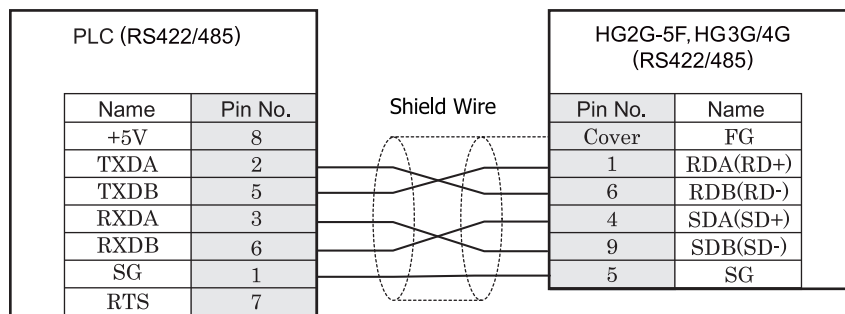 PLC (RS422/485)
Name Pin No.
+5V 8
TXDA 2
TXDB 5
RXDA 3
RXDB 6
SG 1
RTS 7
Shield Wire
HG2G-5F, HG3G/4G
(RS422/485)
Pin No. Name
Cover FG
1 RDA(RD+)
6 RDB(RD-)
4 SDA(SD+)
9 SDB(SD-)
5 SG